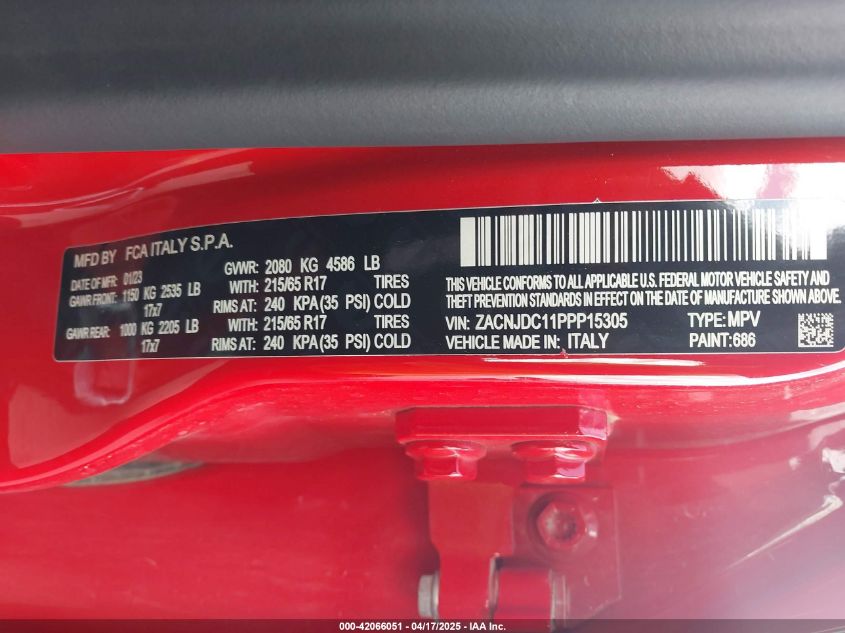 MFD BY FCA ITALY S.P.A.
DATE OF MFR: 01/23
GVWR: 2080 KG 4586 LB
GAWR FRONT: 1150 KG 2535 LB WITH: 215/65 R17 TIRES
17x7 RIMS AT: 240 KPA(35 PSI) COLD
GAWR REAR: 1000 KG 2205 LB WITH: 215/65 R17 TIRES
17x7 RIMS AT: 240 KPA(35 PSI) COLD
THIS VEHICLE CONFORMS TO ALL APPLICABLE U.S. FEDERAL MOTOR VEHICLE SAFETY AND
THEFT PREVENTION STANDARDS IN EFFECT ON THE DATE OF MANUFACTURE SHOWN ABOVE.
VIN: ZACNJDC11PPP15305 TYPE: MPV
VEHICLE MADE IN: ITALY PAINT:686
000-42066051 - 04/17/2025 - IAA Inc.